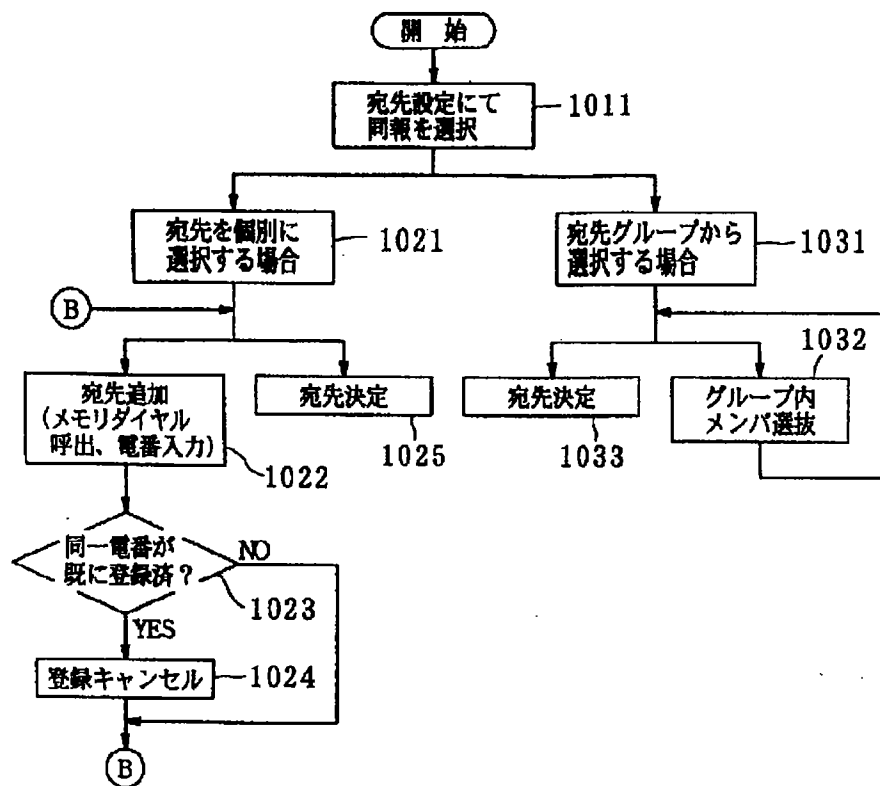 開 始
宛先設定にて
同報を選択
1011
宛先を個別に
選択する場合
1021
宛先グループから
選択する場合
1031
B
1032
宛先追加
(メモリダイヤル
呼出、電番入力)
1022
宛先決定
1025
宛先決定
1033
グループ内
メンバ選抜
同一電番が
既に登録済？
NO
1023
YES
登録キャンセル
1024
B